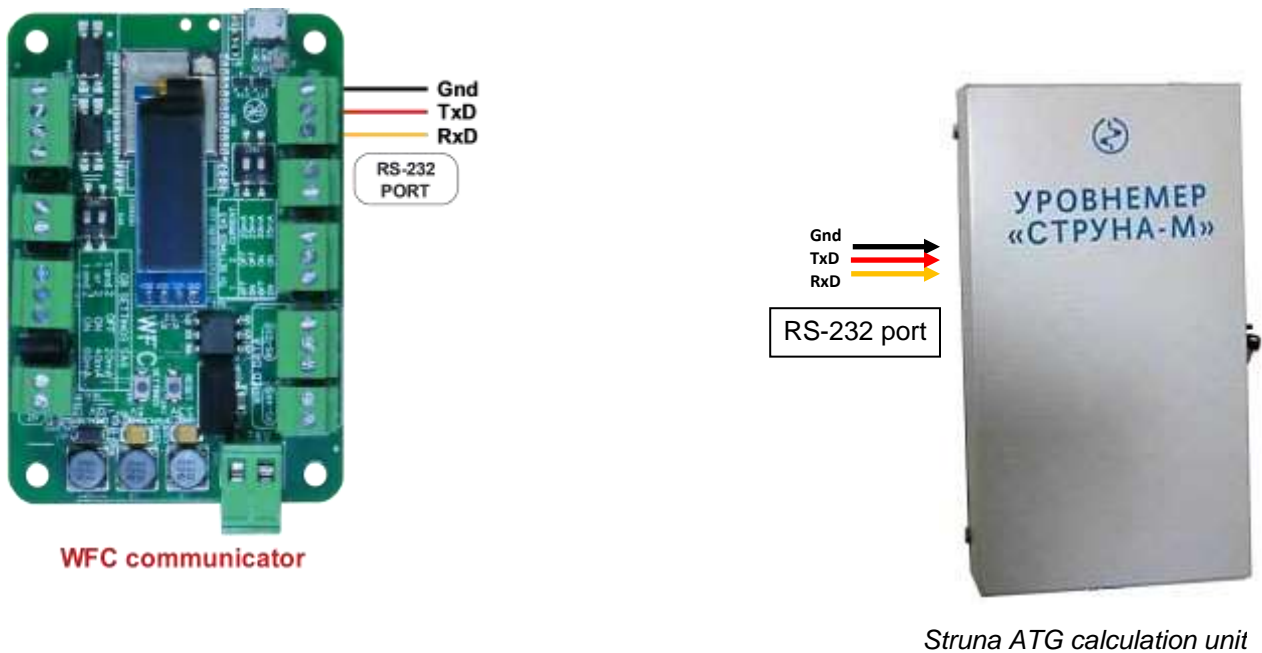 Gnd
TxD
RxD
RS-232
PORT
WFC
WFC communicator
Gnd
TxD
RxD
RS-232 port
УРОВНЕМЕР
«СТРУНА-М»
Struna ATG calculation unit